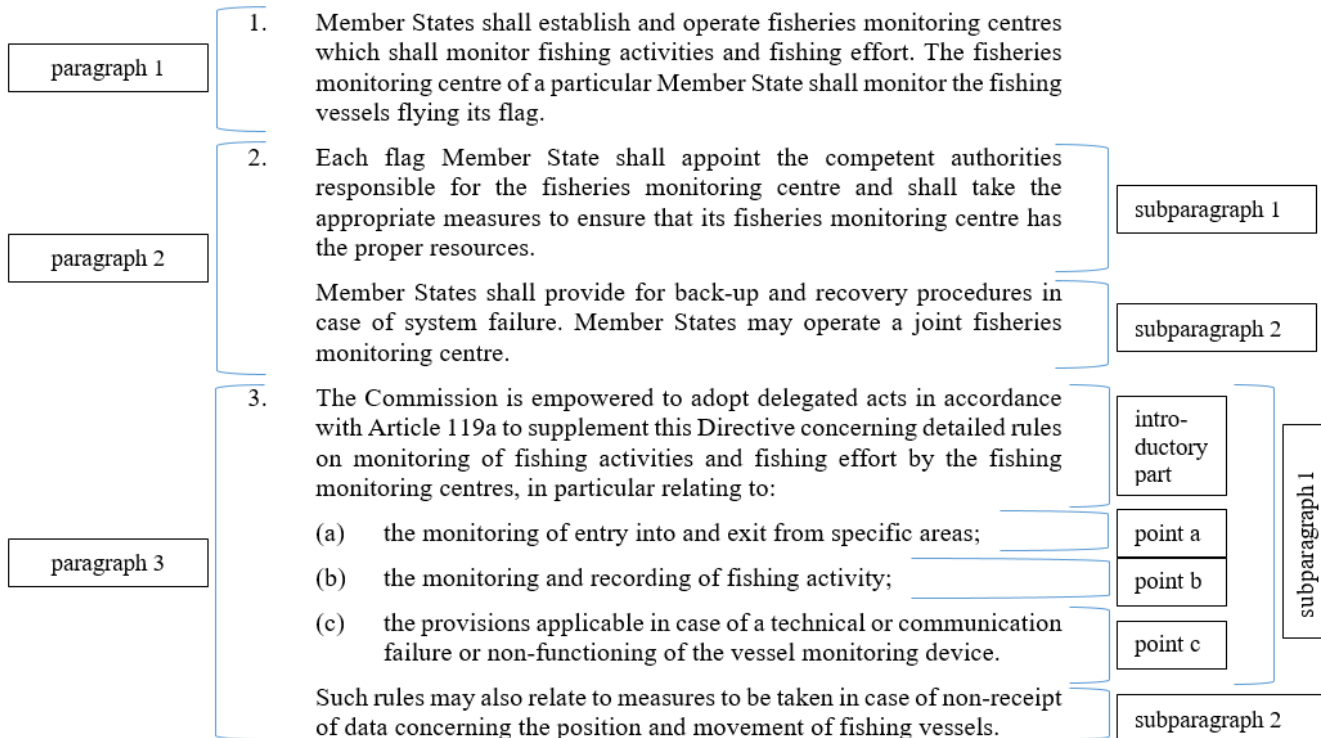 paragraph 1
1. Member States shall establish and operate fisheries monitoring centres
which shall monitor fishing activities and fishing effort. The fisheries
monitoring centre of a particular Member State shall monitor the fishing
vessels flying its flag.
paragraph 2
2. Each flag Member State shall appoint the competent authorities
responsible for the fisheries monitoring centre and shall take the
appropriate measures to ensure that its fisheries monitoring centre has
the proper resources.
subparagraph 1
Member States shall provide for back-up and recovery procedures in
case of system failure. Member States may operate a joint fisheries
monitoring centre.
subparagraph 2
paragraph 3
3. The Commission is empowered to adopt delegated acts in accordance
with Article 119a to supplement this Directive concerning detailed rules
on monitoring of fishing activities and fishing effort by the fishing
monitoring centres, in particular relating to:
intro-
ductory
part
(a) the monitoring of entry into and exit from specific areas;
point a
(b) the monitoring and recording of fishing activity;
point b
(c) the provisions applicable in case of a technical or communication
failure or non-functioning of the vessel monitoring device.
point c
subparagraph 1
Such rules may also relate to measures to be taken in case of non-receipt
of data concerning the position and movement of fishing vessels.
subparagraph 2